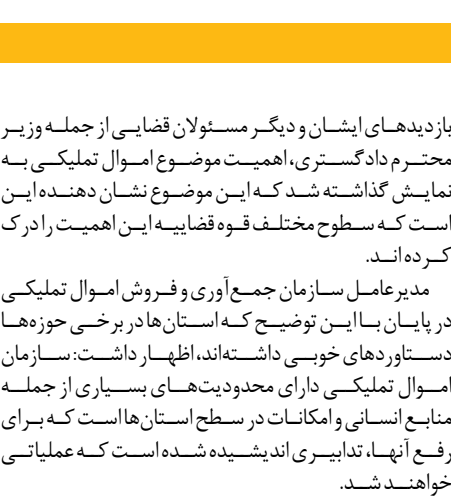 بازدیدهای ایشان و دیگر مسئولان قضایی از جمله وزیر
محترم دادگستری، اهمیت موضوع اموال تملیکی به
نمایش گذاشته شد که این موضوع نشان دهنده این
است که سطوح مختلف قوه قضاییه این اهمیت را درک
کرده‌اند.
مدیرعامل سازمان جمع‌آوری و فروش اموال تملیکی
در پایان با این توضیح که استان‌ها در برخی حوزه‌ها
دستاوردهای خوبی داشته‌اند، اظهار داشت: سازمان
اموال تملیکی دارای محدودیت‌های بسیاری از جمله
منابع انسانی و امکانات در سطح استان‌ها است که برای
رفع آنها، تدابیری اندیشیده شده است که عملیاتی
خواهند شد.